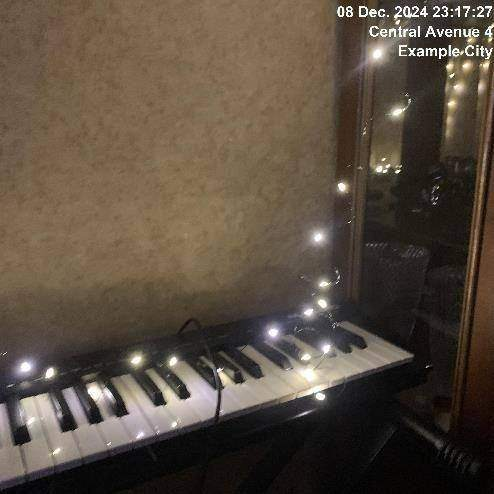 08 Dec. 2024 23:17:27
Central Avenue 4
Example City